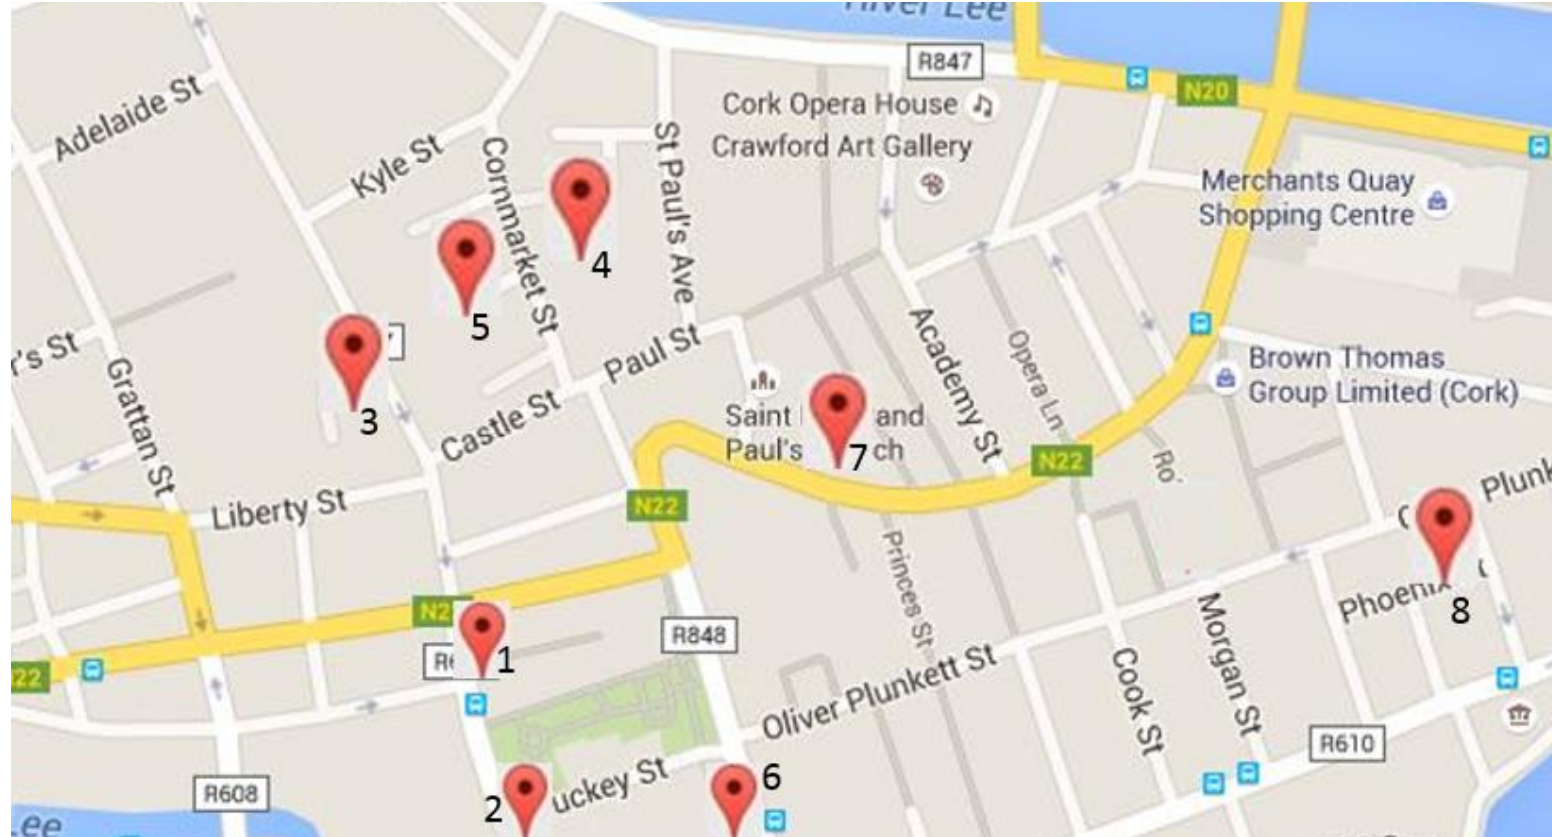 River Lee
R847
N20
Adelaide St
Cork Opera House
Crawford Art Gallery
Kyle St
Cornmarket St
St Paul's Ave
Merchants Quay
Shopping Centre
4
5
r's St
Grattan St
3
Castle St
Paul St
Academy St
Opera Ln
Brown Thomas
Group Limited (Cork)
Saint and
Paul's ch
7
N22
Liberty St
N22
Ro
Princes St
Plunk
Phoenix
8
N2
R6
1
R848
22
Oliver Plunkett St
Cook St
Morgan St
R610
R608
2
uckey St
6
Lee